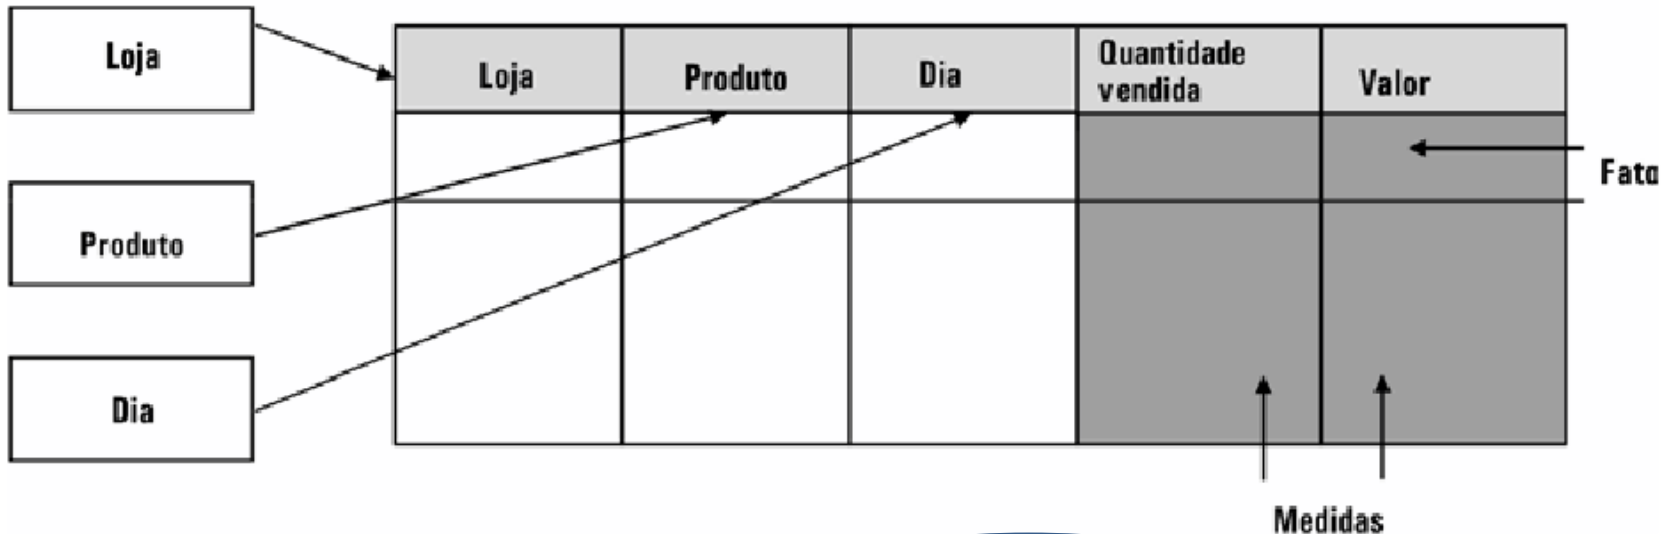 Loja
Produto
Dia
Loja
Produto
Dia
Quantidade
vendida
Valor
Fato
Medidas